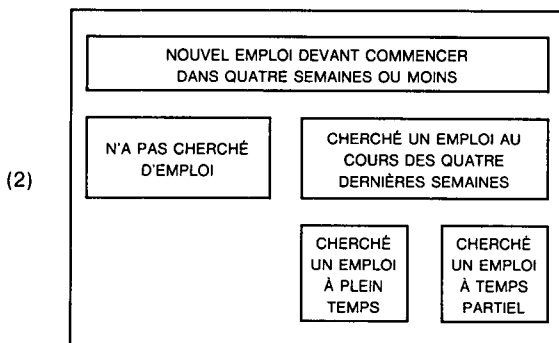 NOUVEL EMPLOI DEVANT COMMENCER
DANS QUATRE SEMAINES OU MOINS
N'A PAS CHERCHÉ
D'EMPLOI
CHERCHÉ UN EMPLOI AU
COURS DES QUATRE
DERNIÈRES SEMAINES
(2)
CHERCHÉ
UN EMPLOI
À PLEIN
TEMPS
CHERCHÉ
UN EMPLOI
À TEMPS
PARTIEL